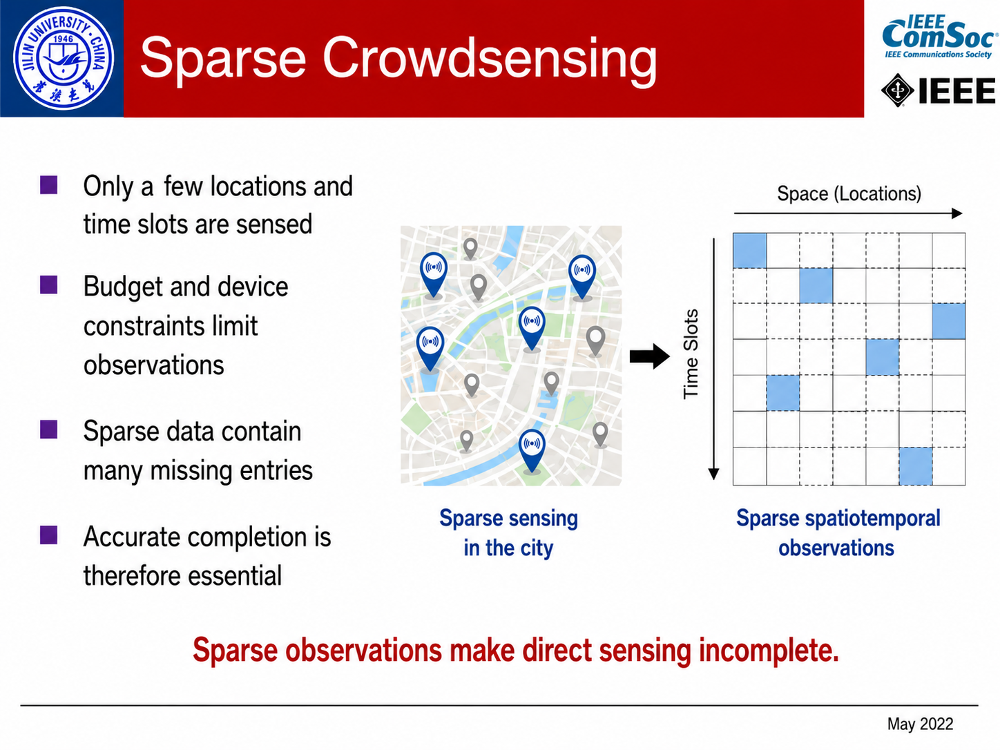 JILIN UNIVERSITY · CHINA
1946
Sparse Crowdsensing
IEEE
ComSoc
IEEE Communications Society
IEEE
Only a few locations and
time slots are sensed
Budget and device
constraints limit
observations
Sparse data contain
many missing entries
Accurate completion is
therefore essential
Sparse sensing
in the city
Space (Locations)
Time Slots
Sparse spatiotemporal
observations
Sparse observations make direct sensing incomplete.
May 2022